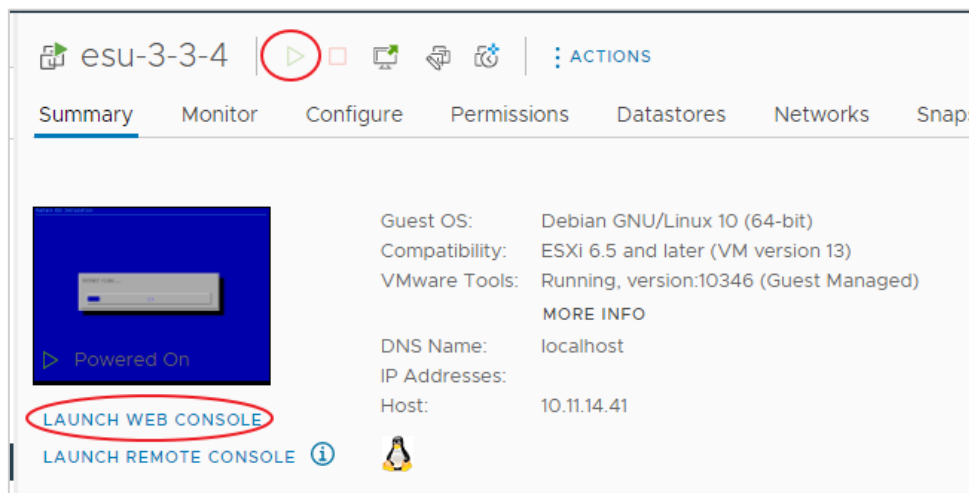 esu-3-3-4 ACTIONS
Summary Monitor Configure Permissions Datastores Networks Snaps
Guest OS: Debian GNU/Linux 10 (64-bit)
Compatibility: ESXi 6.5 and later (VM version 13)
VMware Tools: Running, version:10346 (Guest Managed)
MORE INFO
Powered On
DNS Name: localhost
IP Addresses:
Host: 10.11.14.41
LAUNCH WEB CONSOLE
LAUNCH REMOTE CONSOLE